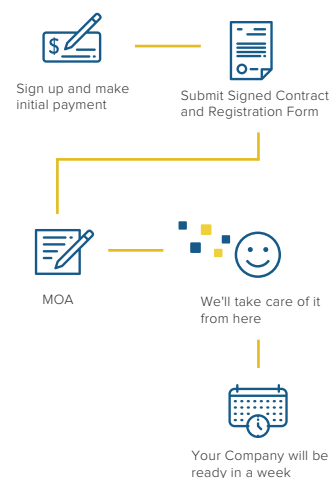 Sign up and make
initial payment
Submit Signed Contract
and Registration Form
MOA
We'll take care of it
from here
Your Company will be
ready in a week